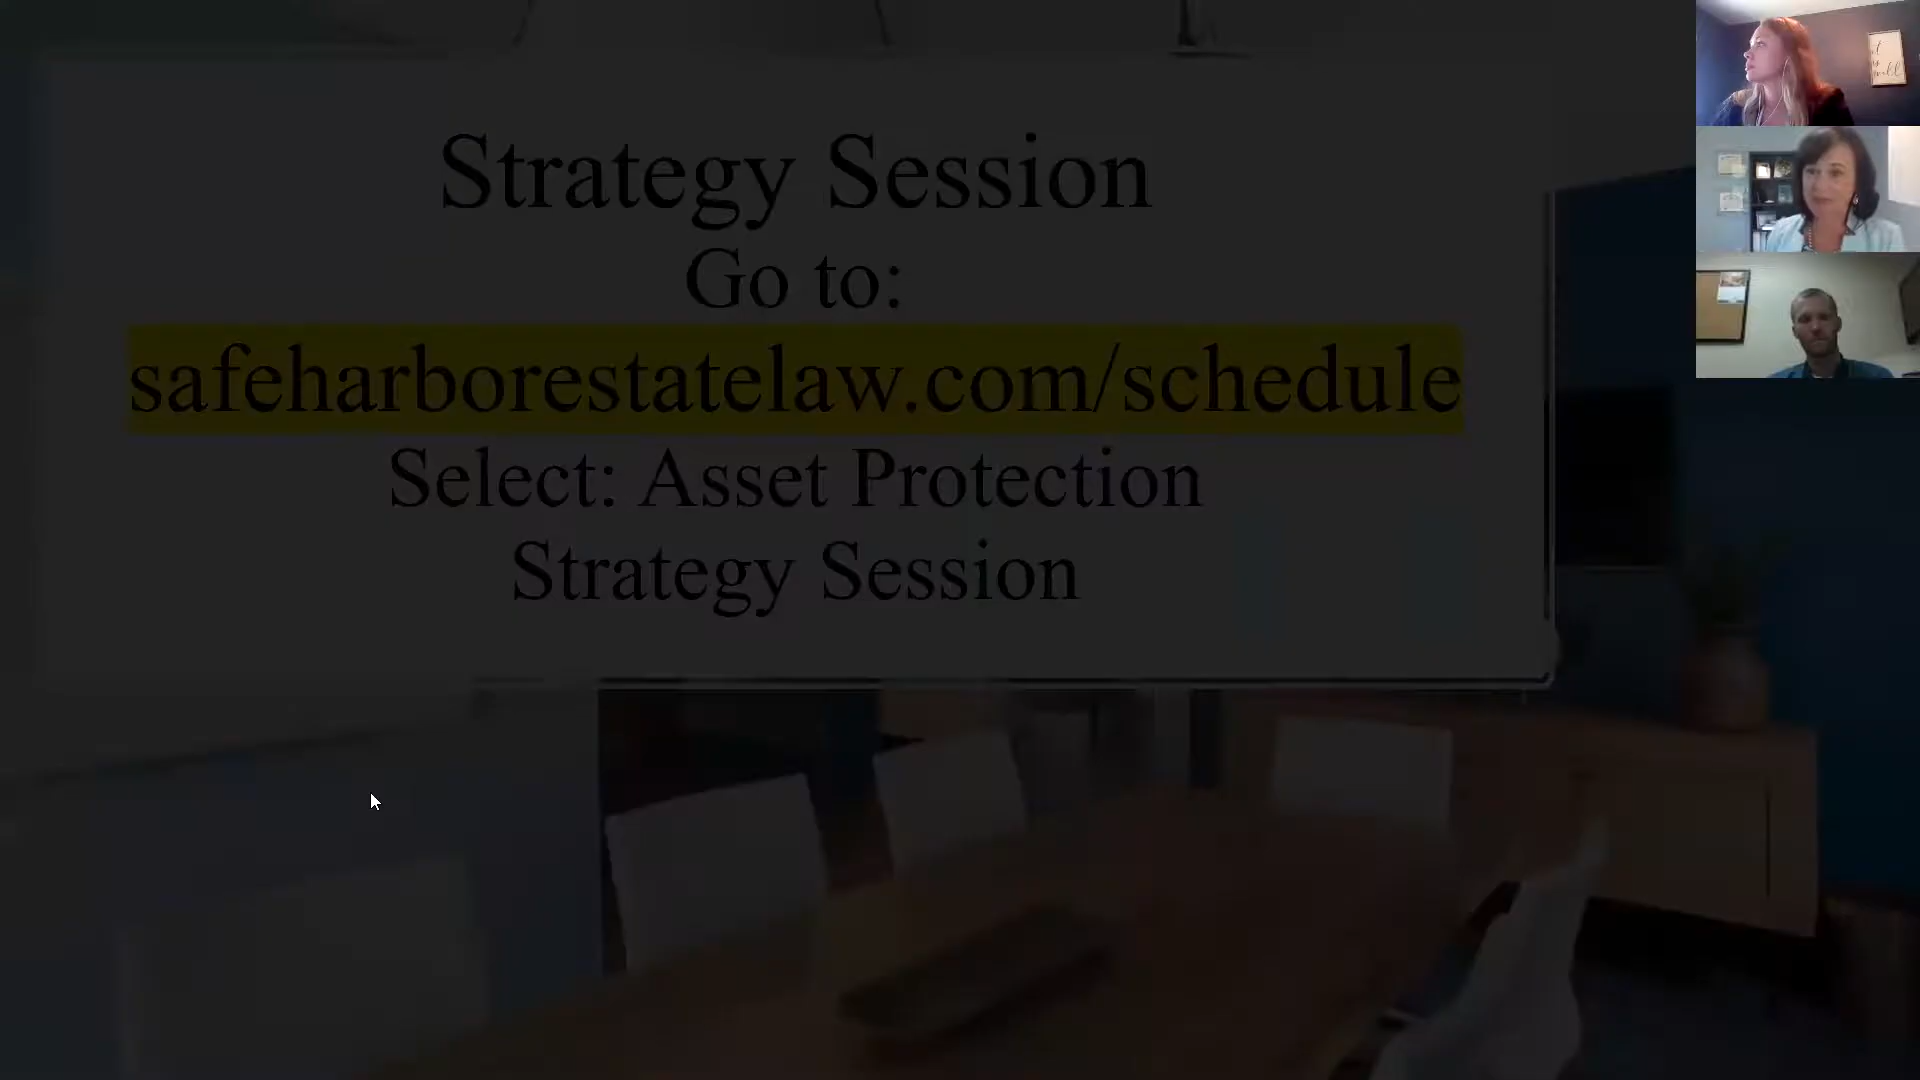 Strategy Session
Go to:
safeharborestatelaw.com/schedule
Select: Asset Protection
Strategy Session